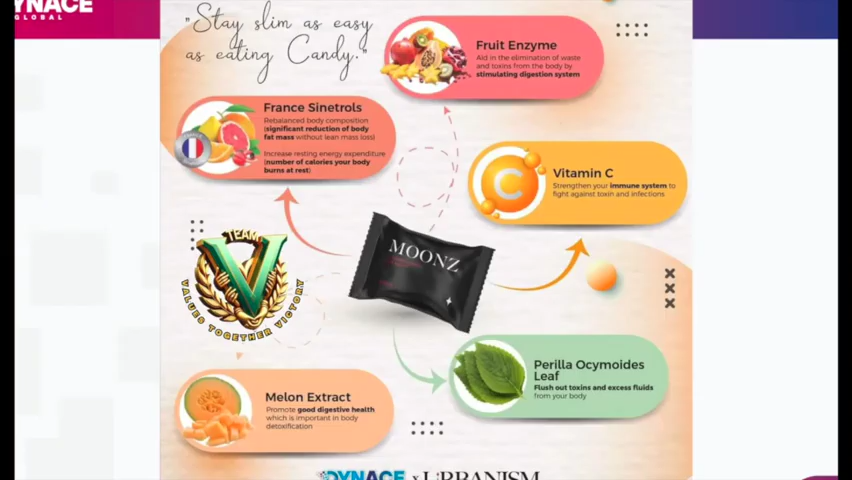 DYNACE
GLOBAL
"Stay slim as easy
as eating Candy."
Fruit Enzyme
Aid in the elimination of waste
and toxins from the body by
stimulating digestion system
France Sinetrols
Rebalanced body composition
(significant reduction of body
fat mass without lean mass loss)
Increase resting energy expenditure
(number of calories your body
burns at rest)
Vitamin C
Strengthen your immune system to
fight against toxin and infections
TEAM
V
VALUES TOGETHER VICTORY
MOONZ
C
Perilla Ocymoides
Leaf
Flush out toxins and excess fluids
from your body
Melon Extract
Promote good digestive health
which is important in body
detoxification
DYNACE x URBANISM